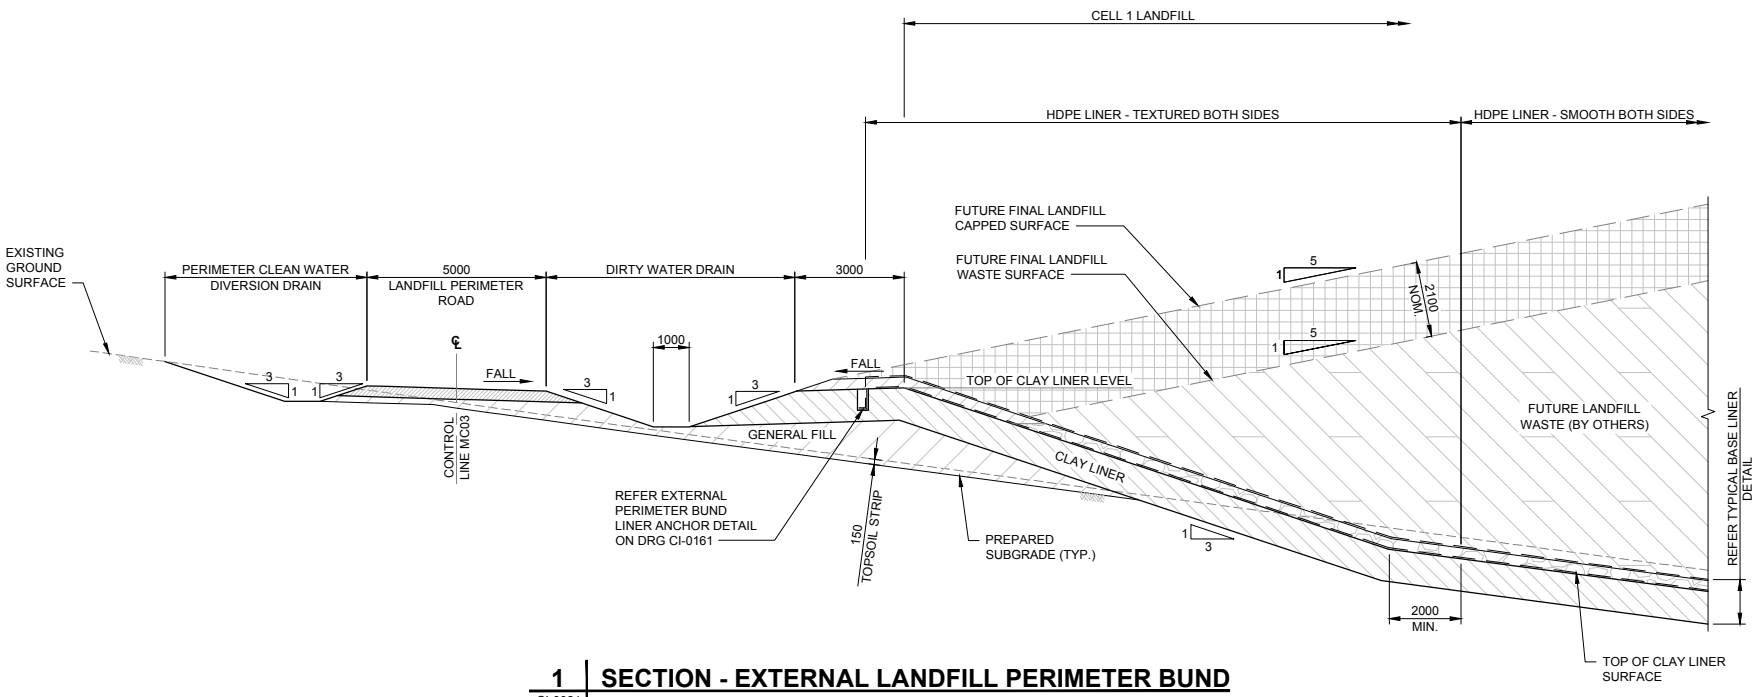 CELL 1 LANDFILL
HDPE LINER - TEXTURED BOTH SIDES
HDPE LINER - SMOOTH BOTH SIDES
FUTURE FINAL LANDFILL
CAPPED SURFACE
FUTURE FINAL LANDFILL
WASTE SURFACE
EXISTING
GROUND
SURFACE
PERIMETER CLEAN WATER
DIVERSION DRAIN
5000
LANDFILL PERIMETER
ROAD
DIRTY WATER DRAIN
3000
5
1
2100
NOM.
5
1
1000
℄
FALL
FALL
3
1
3
1
3
1
3
1
TOP OF CLAY LINER LEVEL
CONTROL
LINE MC03
GENERAL FILL
CLAY LINER
FUTURE LANDFILL
WASTE (BY OTHERS)
REFER TYPICAL BASE LINER
DETAIL
REFER EXTERNAL
PERIMETER BUND
LINER ANCHOR DETAIL
ON DRG CI-0161
150
TOPSOIL STRIP
PREPARED
SUBGRADE (TYP.)
1
3
2000
MIN.
TOP OF CLAY LINER
SURFACE
1 SECTION - EXTERNAL LANDFILL PERIMETER BUND